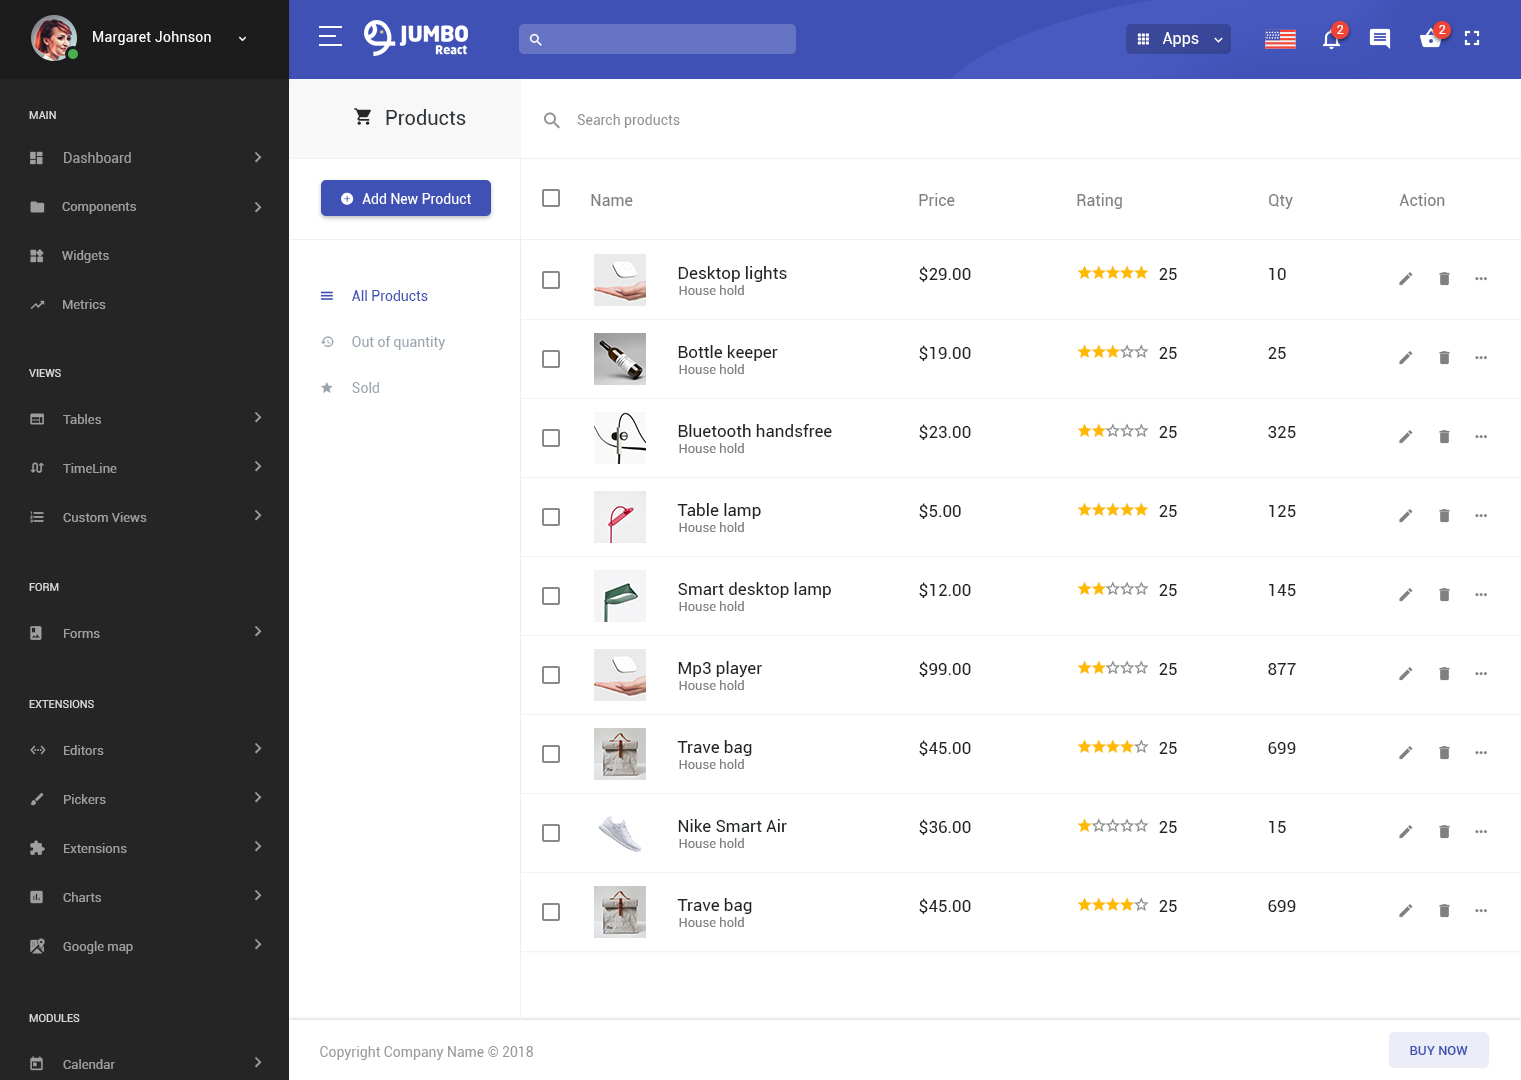 Margaret Johnson
JUMBO
React
Apps
2
2
MAIN
Dashboard
Components
Widgets
Metrics
VIEWS
Tables
TimeLine
Custom Views
FORM
Forms
EXTENSIONS
Editors
Pickers
Extensions
Charts
Google map
MODULES
Calendar
Products
Search products
Add New Product
All Products
Out of quantity
Sold
Name Price Rating Qty Action
Desktop lights $29.00 25 10
House hold
Bottle keeper $19.00 25 25
House hold
Bluetooth handsfree $23.00 25 325
House hold
Table lamp $5.00 25 125
House hold
Smart desktop lamp $12.00 25 145
House hold
Mp3 player $99.00 25 877
House hold
Trave bag $45.00 25 699
House hold
Nike Smart Air $36.00 25 15
House hold
Trave bag $45.00 25 699
House hold
Copyright Company Name © 2018
BUY NOW